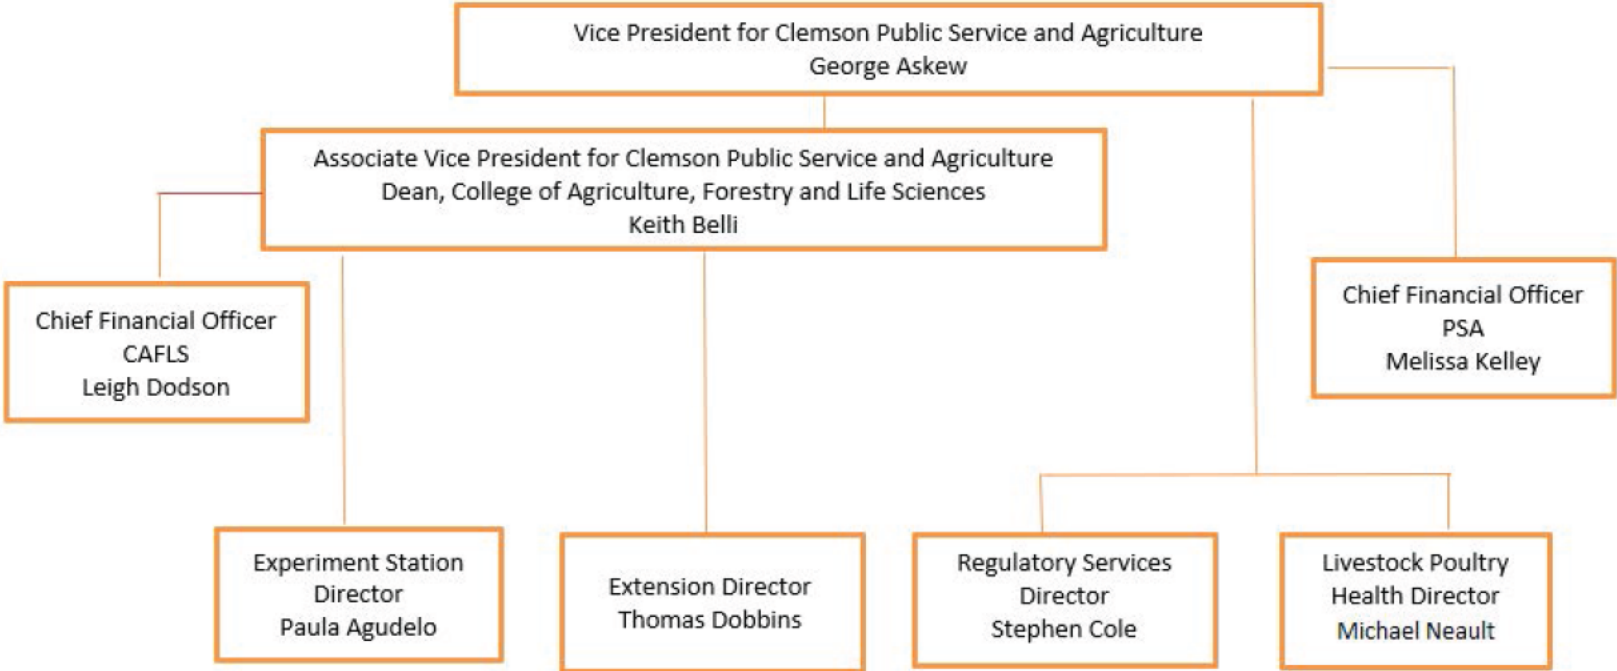 Vice President for Clemson Public Service and Agriculture
George Askew
Associate Vice President for Clemson Public Service and Agriculture
Dean, College of Agriculture, Forestry and Life Sciences
Keith Belli
Chief Financial Officer
CAFLS
Leigh Dodson
Chief Financial Officer
PSA
Melissa Kelley
Experiment Station
Director
Paula Agudelo
Extension Director
Thomas Dobbins
Regulatory Services
Director
Stephen Cole
Livestock Poultry
Health Director
Michael Neault